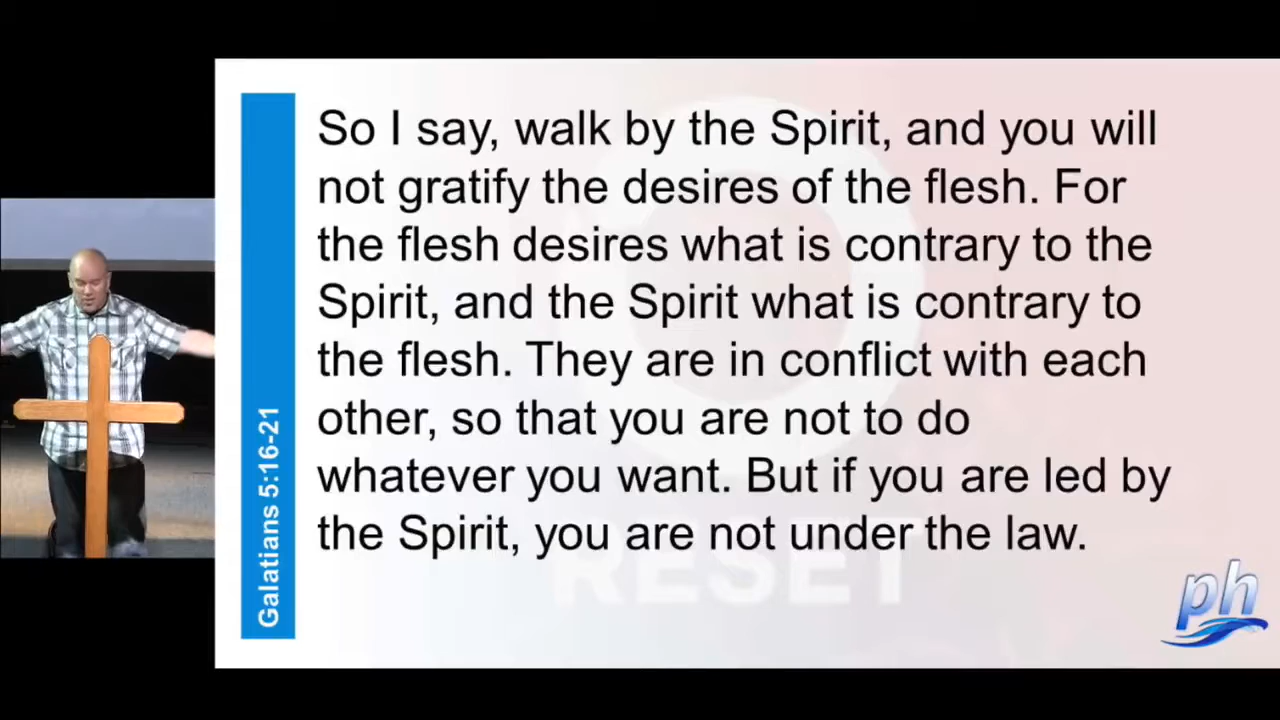 So I say, walk by the Spirit, and you will
not gratify the desires of the flesh. For
the flesh desires what is contrary to the
Spirit, and the Spirit what is contrary to
the flesh. They are in conflict with each
other, so that you are not to do
whatever you want. But if you are led by
the Spirit, you are not under the law.
Galatians 5:16-21
RESET
ph